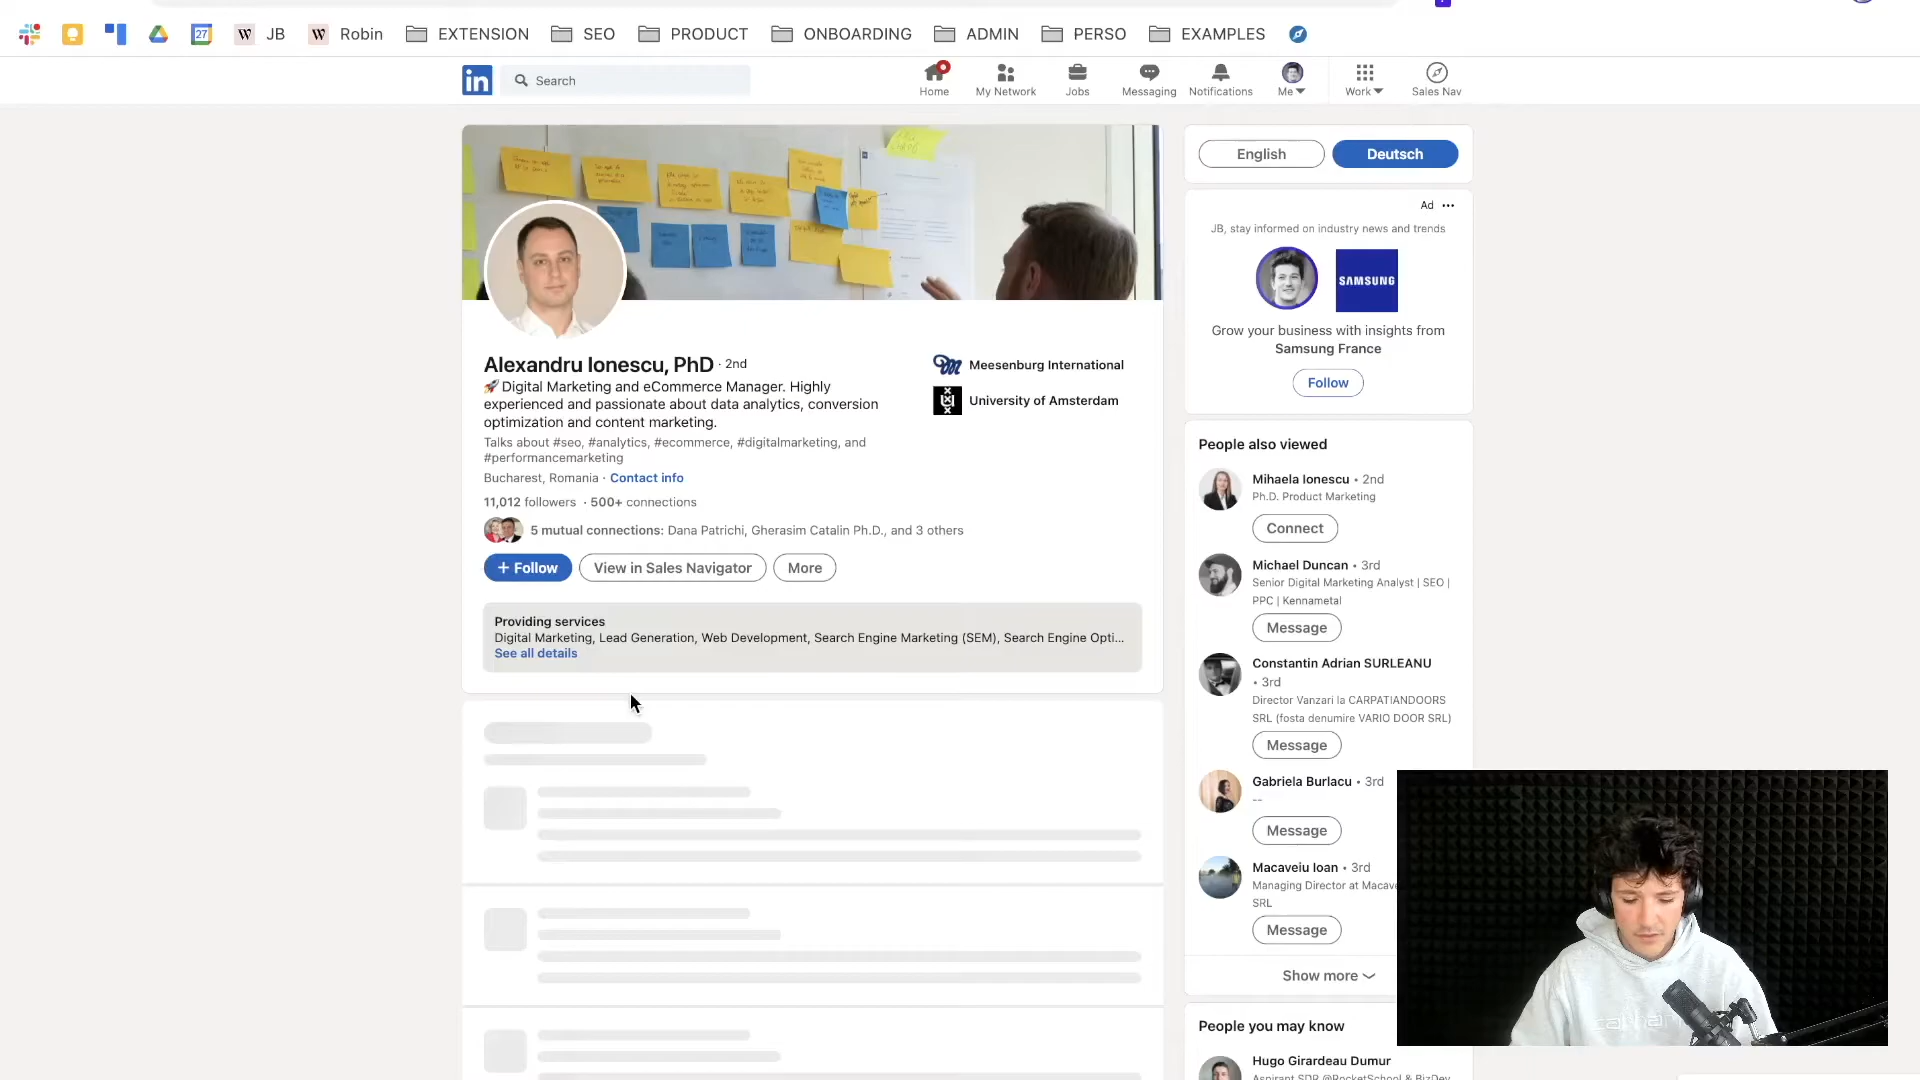 27
W JB
W Robin
EXTENSION
SEO
PRODUCT
ONBOARDING
ADMIN
PERSO
EXAMPLES
in
Search
Home
My Network
Jobs
Messaging
Notifications
Me
Work
Sales Nav
Alexandru Ionescu, PhD · 2nd
🚀Digital Marketing and eCommerce Manager. Highly
experienced and passionate about data analytics, conversion
optimization and content marketing.
Talks about #seo, #analytics, #ecommerce, #digitalmarketing, and
#performancemarketing
Bucharest, Romania · Contact info
11,012 followers · 500+ connections
5 mutual connections: Dana Patrichi, Gherasim Catalin Ph.D., and 3 others
+ Follow
View in Sales Navigator
More
Meesenburg International
University of Amsterdam
Providing services
Digital Marketing, Lead Generation, Web Development, Search Engine Marketing (SEM), Search Engine Opti...
See all details
English
Deutsch
Ad ···
JB, stay informed on industry news and trends
SAMSUNG
Grow your business with insights from
Samsung France
Follow
People also viewed
Mihaela Ionescu • 2nd
Ph.D. Product Marketing
Connect
Michael Duncan • 3rd
Senior Digital Marketing Analyst | SEO |
PPC | Kennametal
Message
Constantin Adrian SURLEANU
• 3rd
Director Vanzari la CARPATIANDOORS
SRL (fosta denumire VARIO DOOR SRL)
Message
Gabriela Burlacu • 3rd
--
Message
Macaveiu Ioan • 3rd
Managing Director at Macave
SRL
Message
Show more
People you may know
Hugo Girardeau Dumur
Aspirant SDR @RocketSchool & BizDev